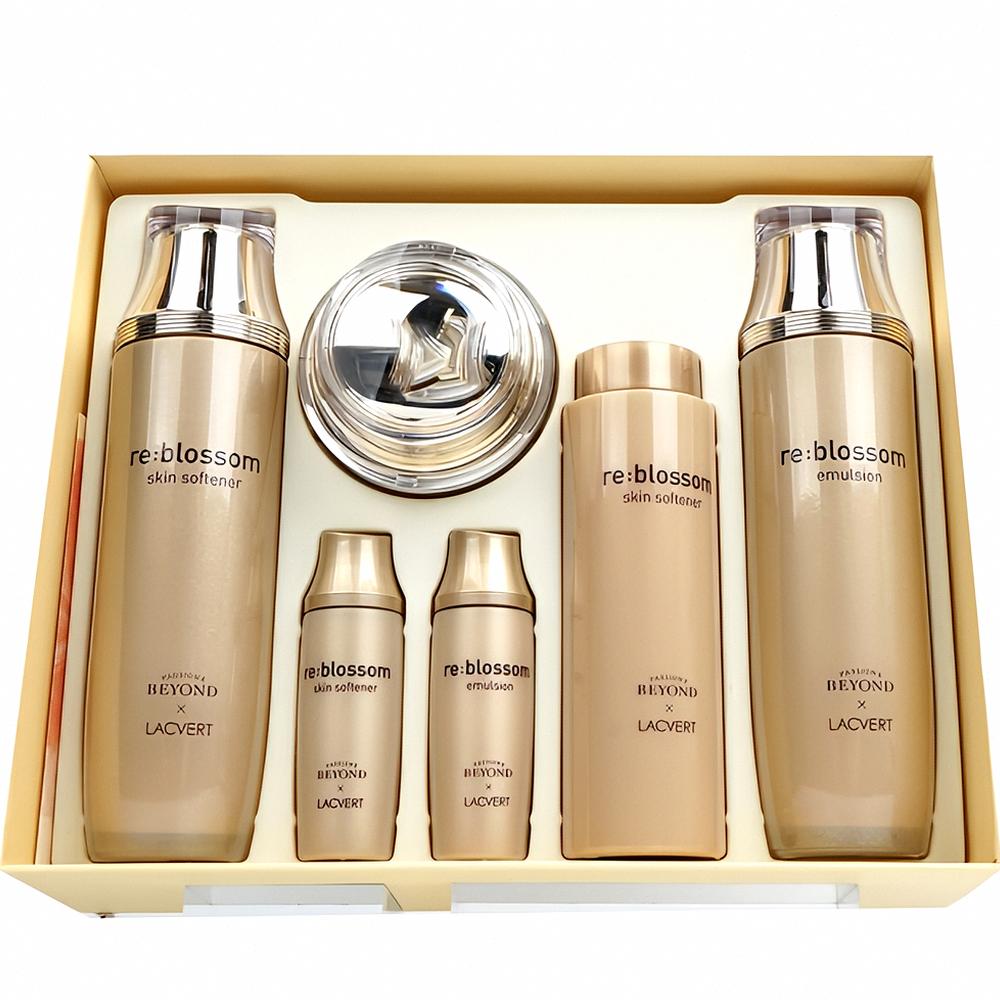 re:blossom
skin softener
BEYOND
×
LACVERT
re:blossom
skin softener
BEYOND
×
LACVERT
re:blossom
emulsion
BEYOND
×
LACVERT
re:blossom
skin softener
BEYOND
×
LACVERT
re:blossom
emulsion
BEYOND
×
LACVERT